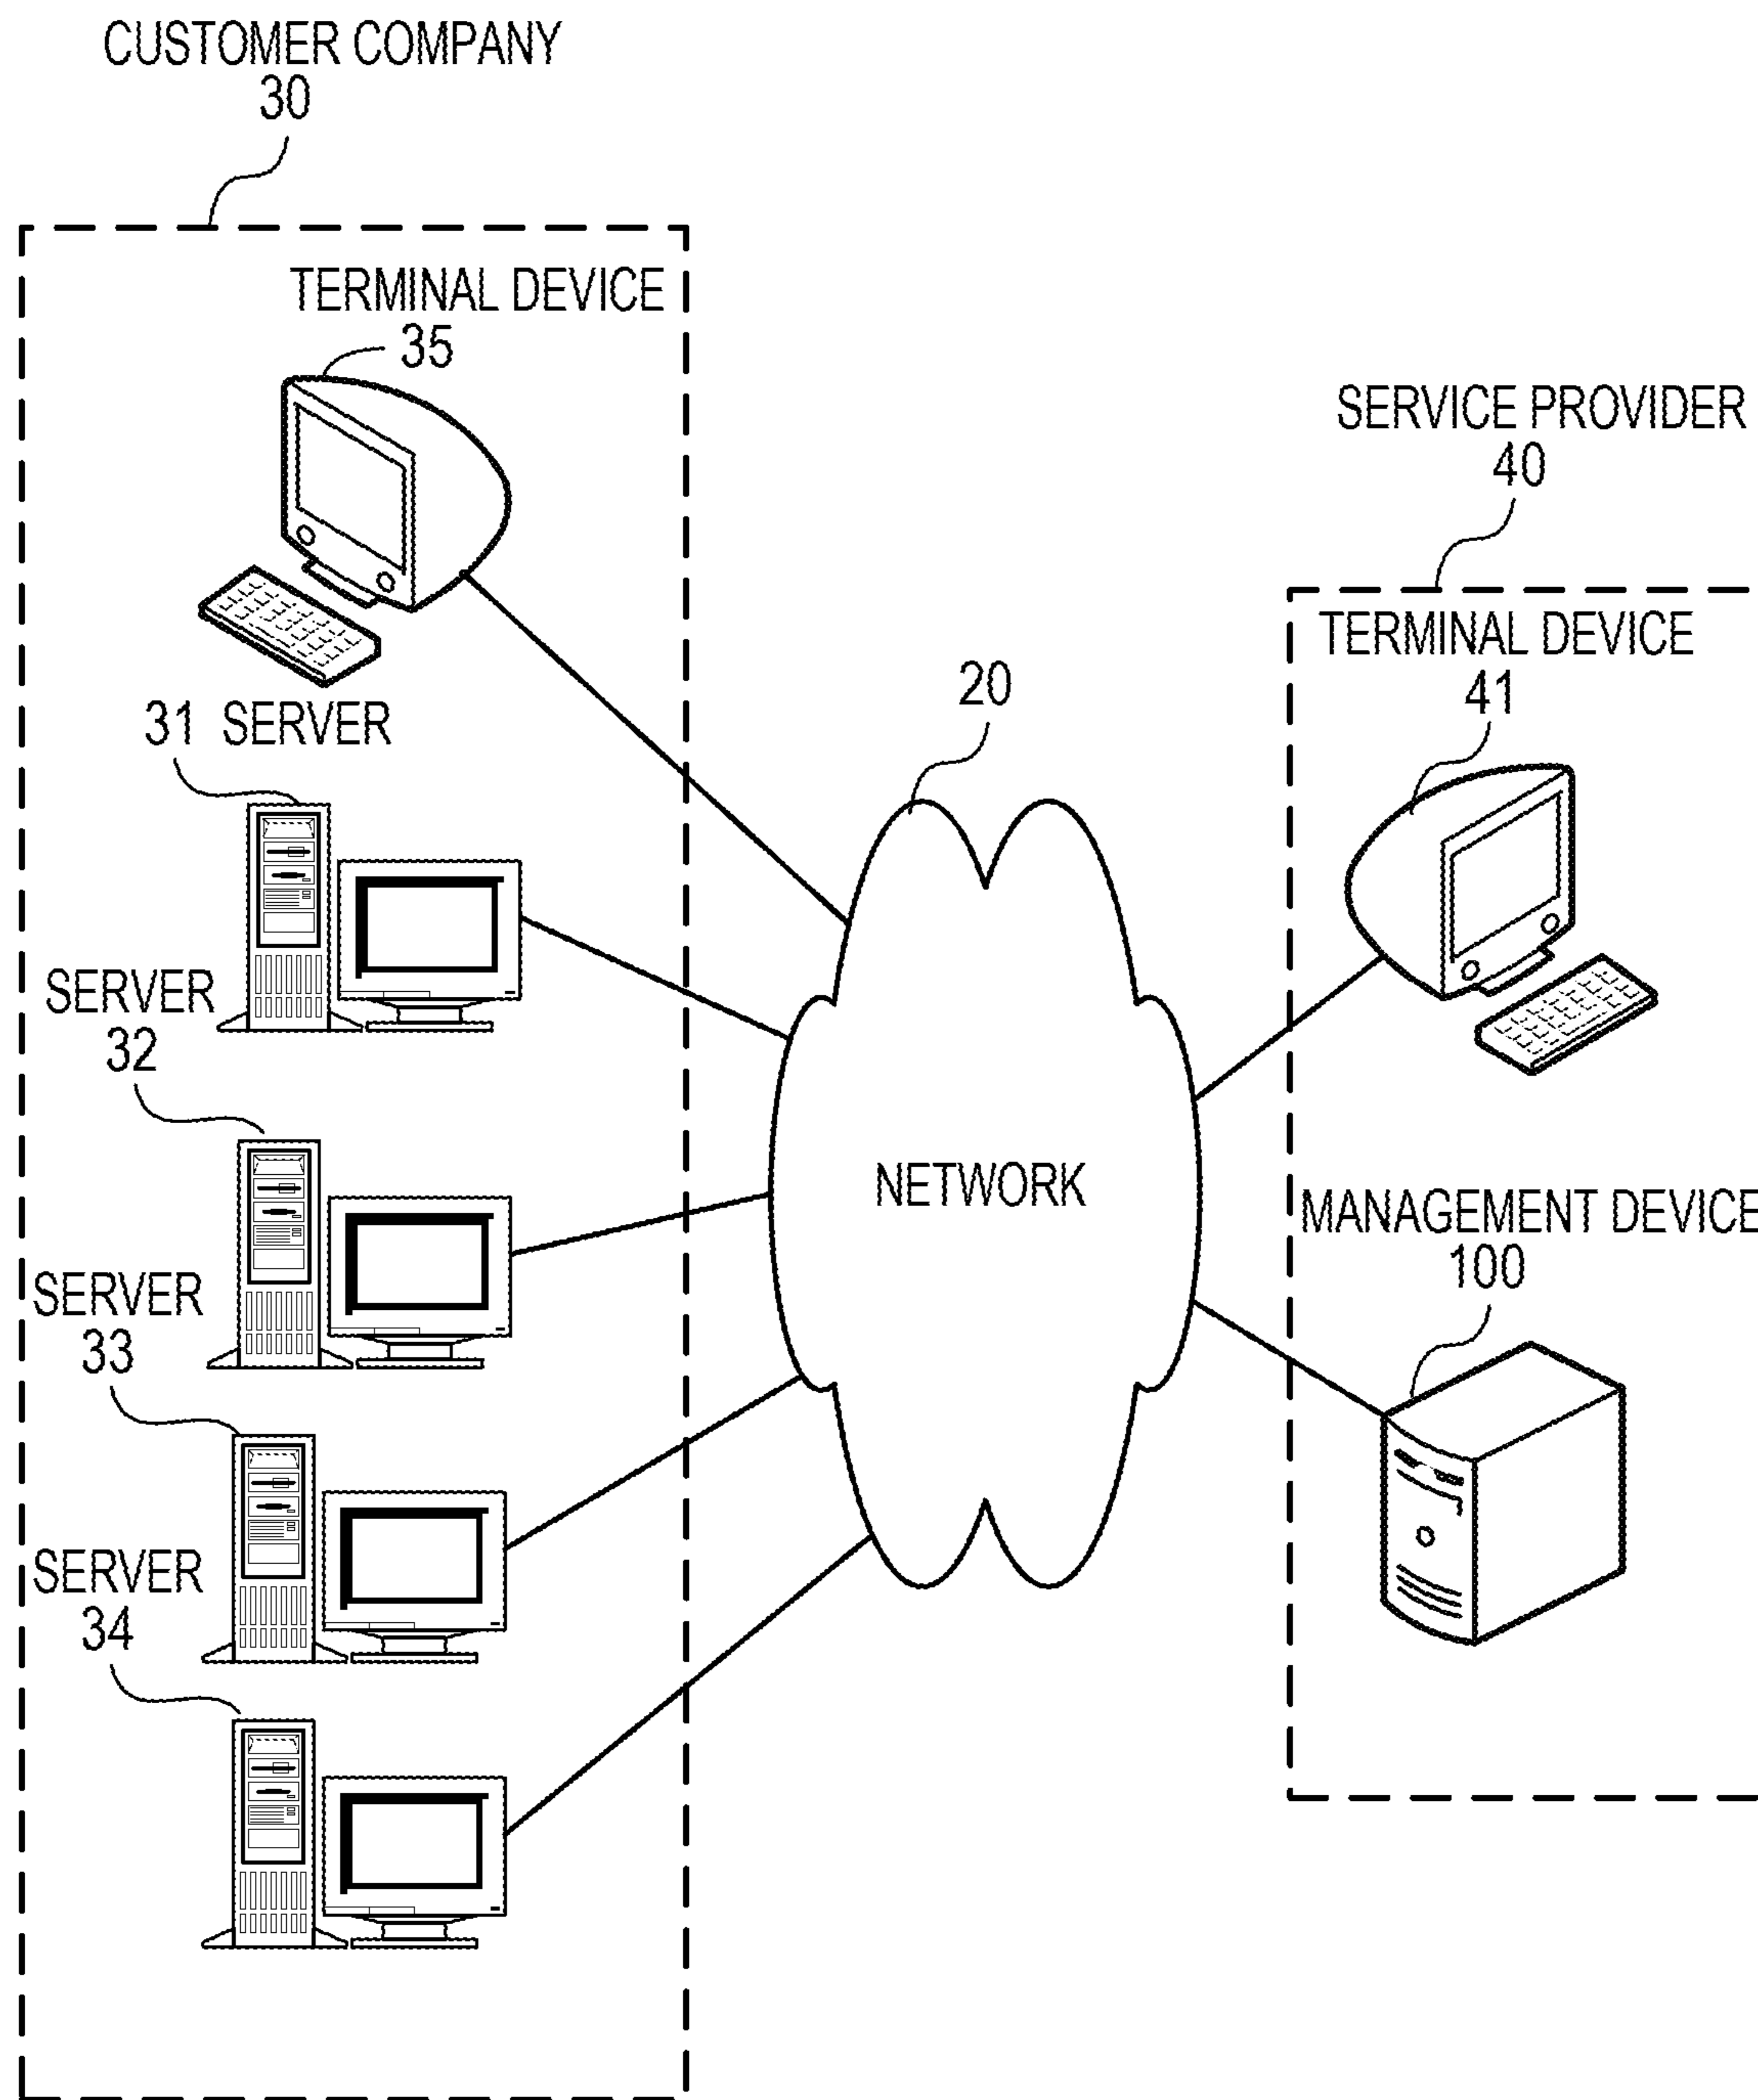 CUSTOMER COMPANY
30
TERMINAL DEVICE
35
31 SERVER
SERVER
32
SERVER
33
SERVER
34
20
NETWORK
SERVICE PROVIDER
40
TERMINAL DEVICE
41
MANAGEMENT DEVICE
100